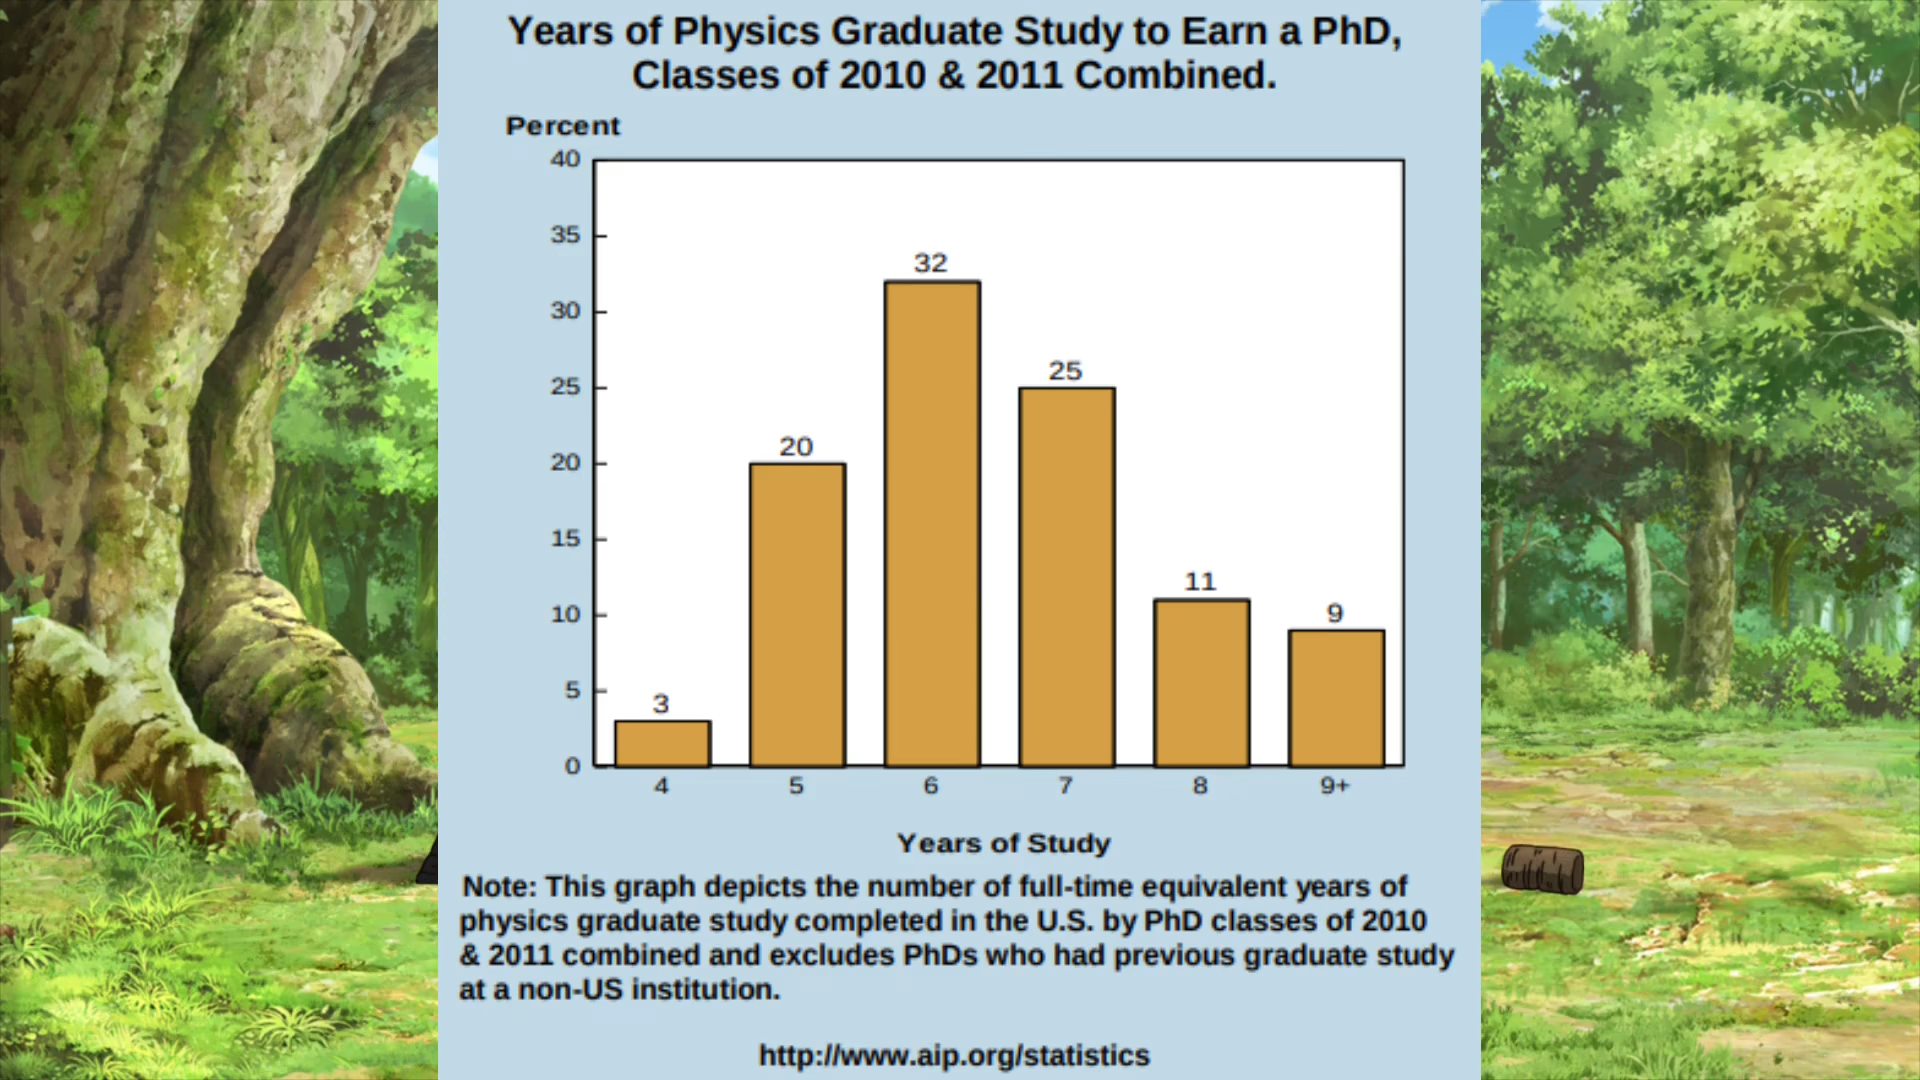 Years of Physics Graduate Study to Earn a PhD,
Classes of 2010 & 2011 Combined.
Percent
40
35
30
25
20
15
10
5
0
3
20
32
25
11
9
4
5
6
7
8
9+
Years of Study
Note: This graph depicts the number of full-time equivalent years of
physics graduate study completed in the U.S. by PhD classes of 2010
& 2011 combined and excludes PhDs who had previous graduate study
at a non-US institution.
http://www.aip.org/statistics